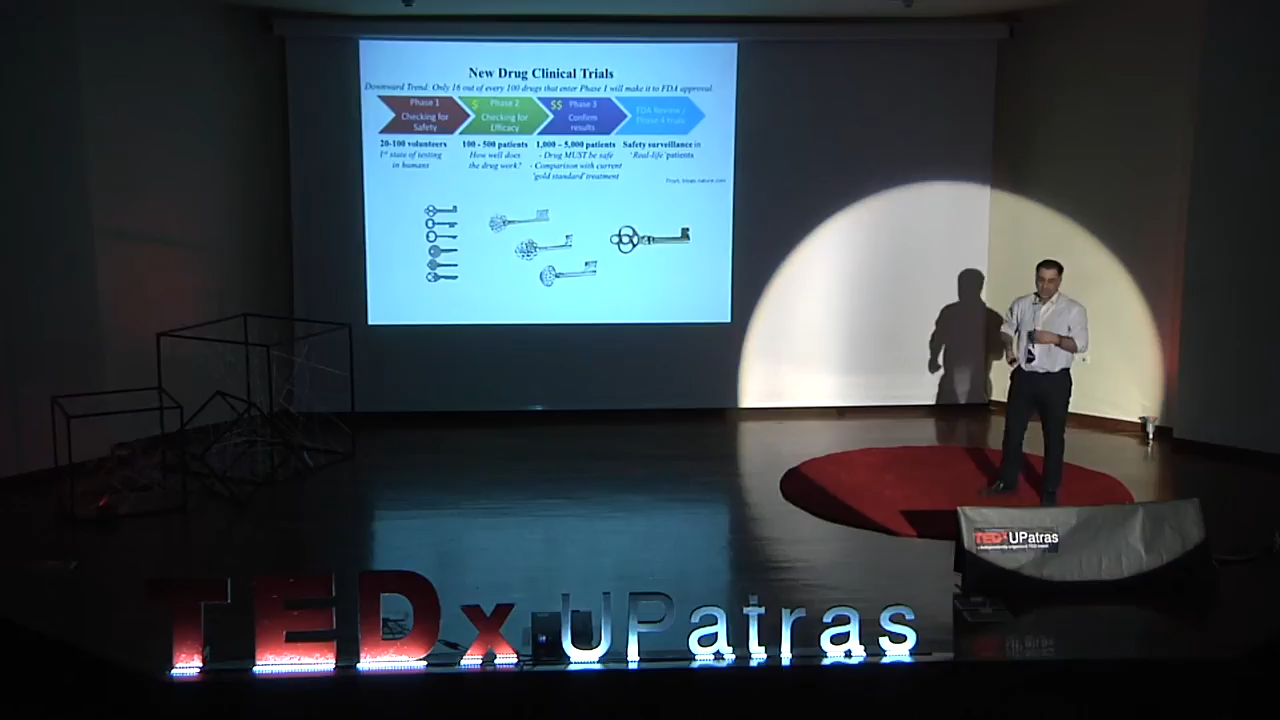 New Drug Clinical Trials
Downward Trend: Only 16 out of every 100 drugs that enter Phase 1 will make it to FDA approval.
Phase 1
Checking for
Safety
$ Phase 2
Checking for
Efficacy
$$ Phase 3
Confirm
results
FDA Review /
Phase 4 trials
20-100 volunteers
1st state of testing
in humans
100 - 500 patients
How well does
the drug work?
1,000 – 5,000 patients
- Drug MUST be safe
- Comparison with current
'gold standard' treatment
Safety surveillance in
'Real-life' patients
TEDx UPatras
TEDx UPatras